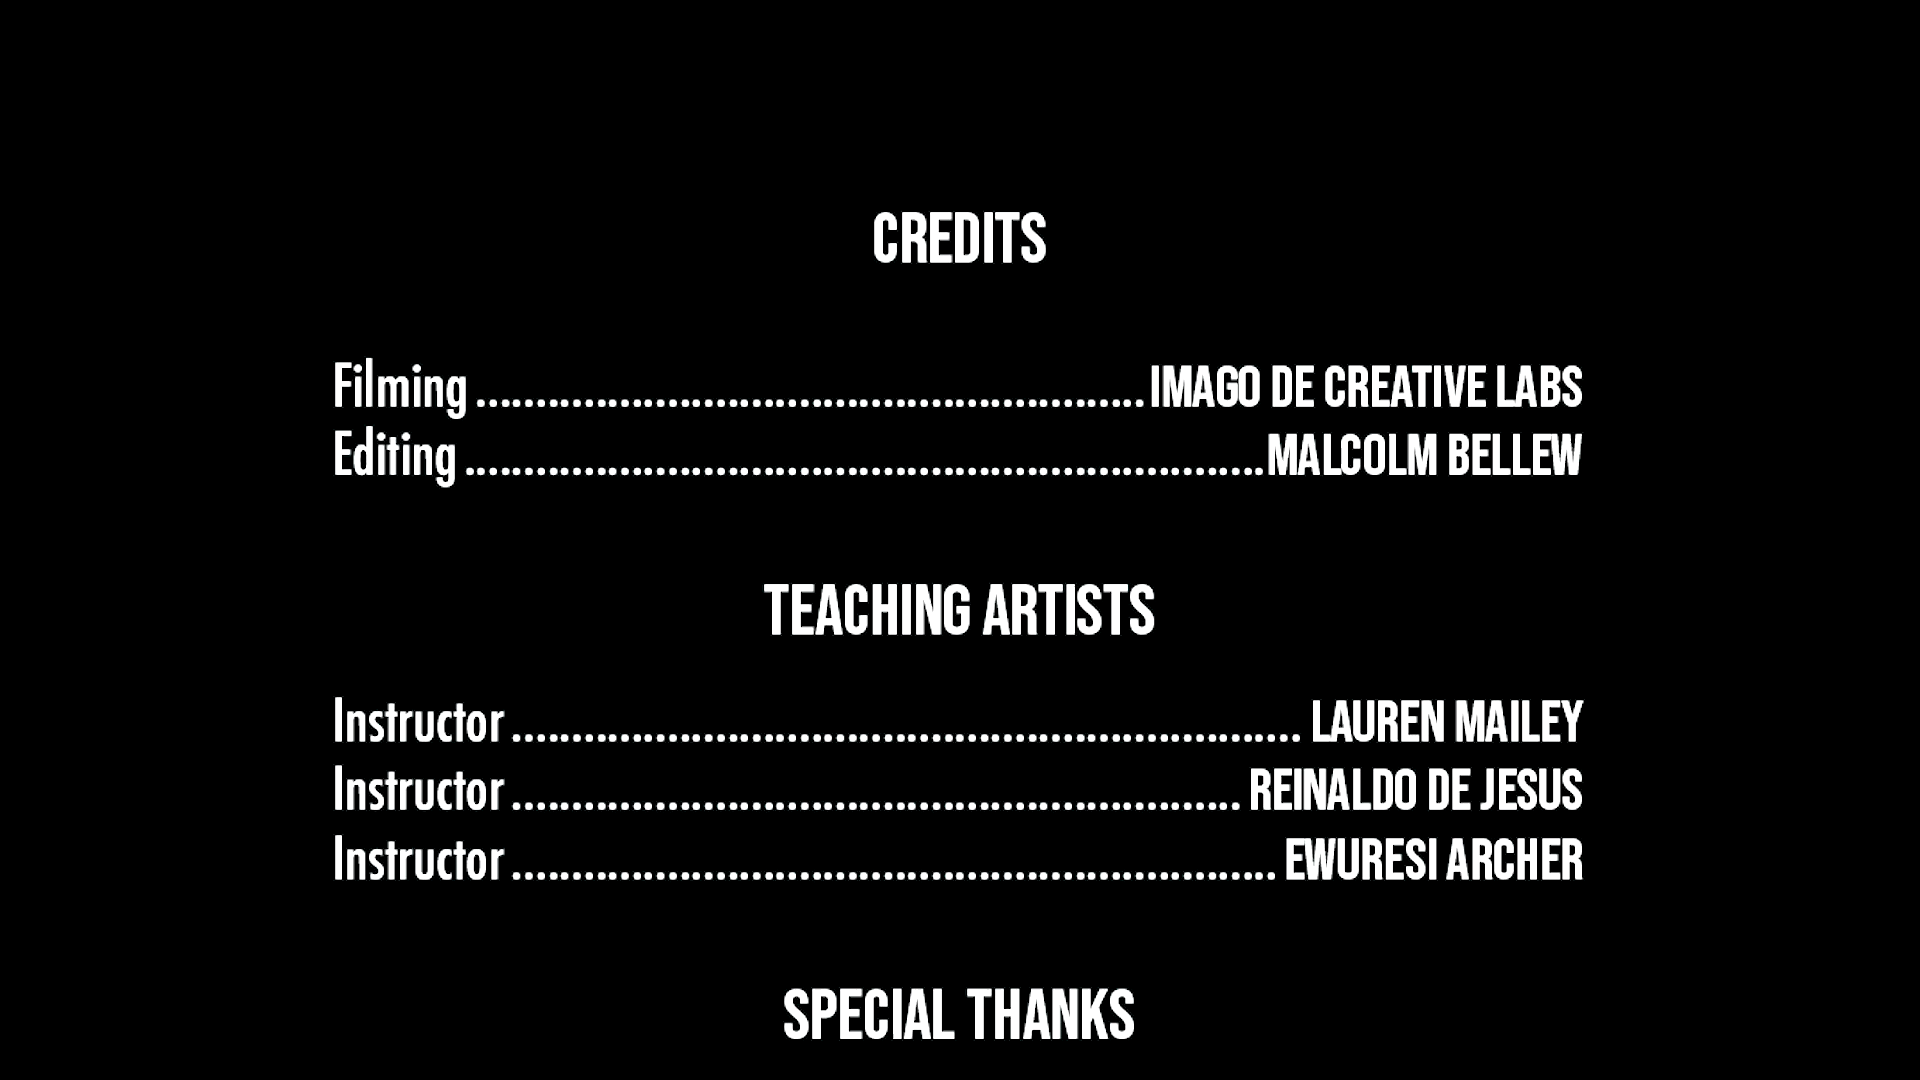 CREDITS
Filming ........................................................ IMAGO DE CREATIVE LABS
Editing ................................................................... MALCOLM BELLEW
TEACHING ARTISTS
Instructor .................................................................. LAUREN MAILEY
Instructor ............................................................. REINALDO DE JESUS
Instructor ................................................................ EWURESI ARCHER
SPECIAL THANKS